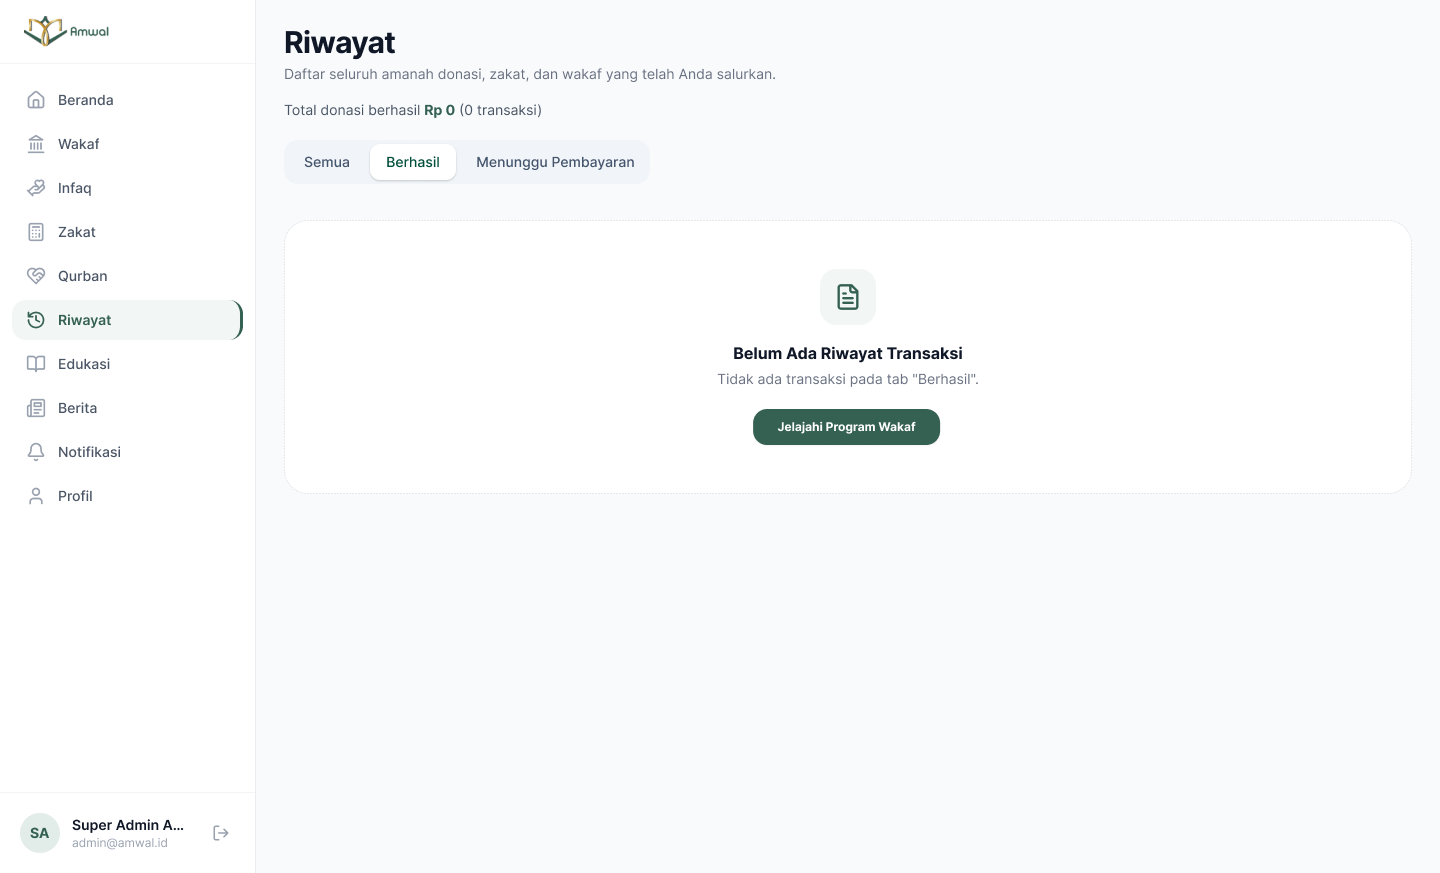 Amwal
Beranda
Wakaf
Infaq
Zakat
Qurban
Riwayat
Edukasi
Berita
Notifikasi
Profil
SA
Super Admin A...
admin@amwal.id
Riwayat
Daftar seluruh amanah donasi, zakat, dan wakaf yang telah Anda salurkan.
Total donasi berhasil Rp 0 (0 transaksi)
Semua
Berhasil
Menunggu Pembayaran
Belum Ada Riwayat Transaksi
Tidak ada transaksi pada tab "Berhasil".
Jelajahi Program Wakaf